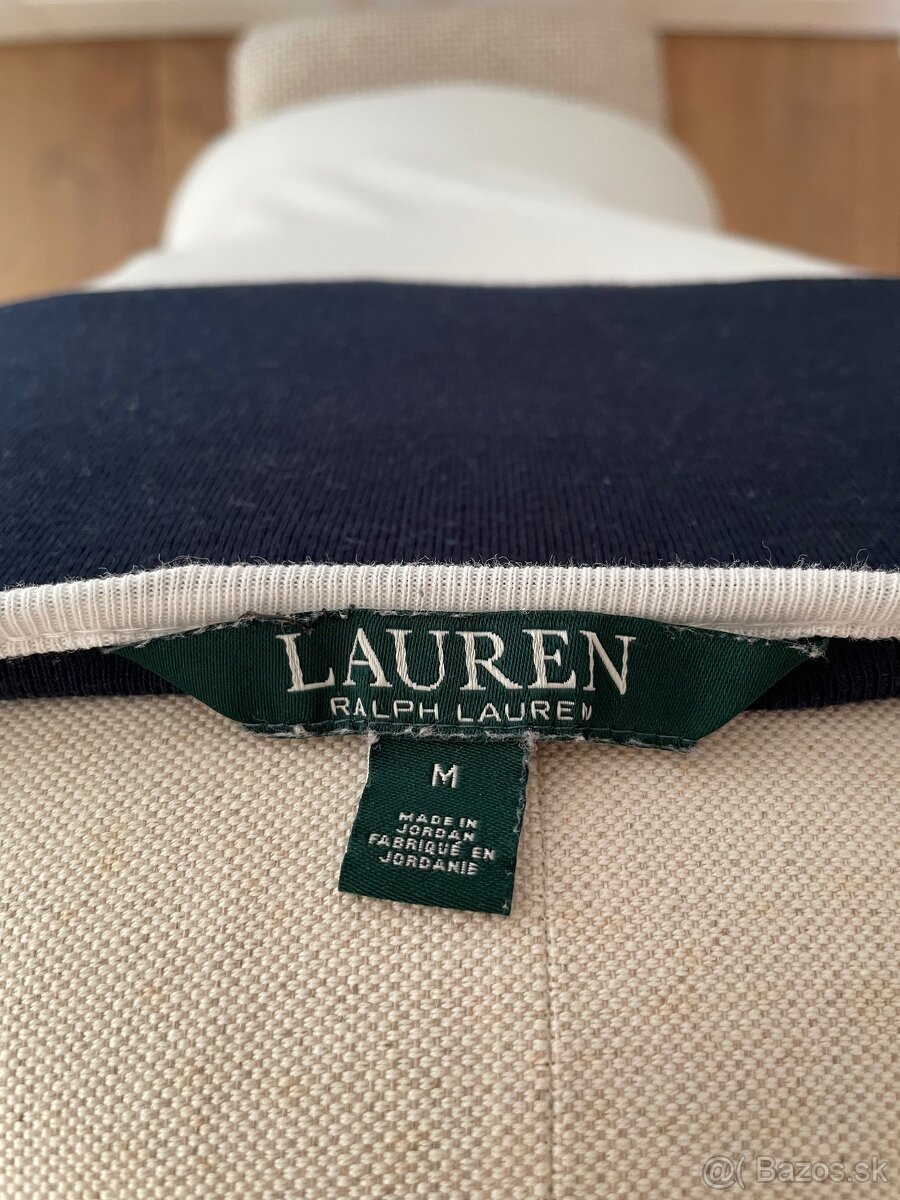 LAUREN
RALPH LAUREN
M
MADE IN
JORDAN
FABRIQUÉ EN
JORDANIE
@( Bazos.sk